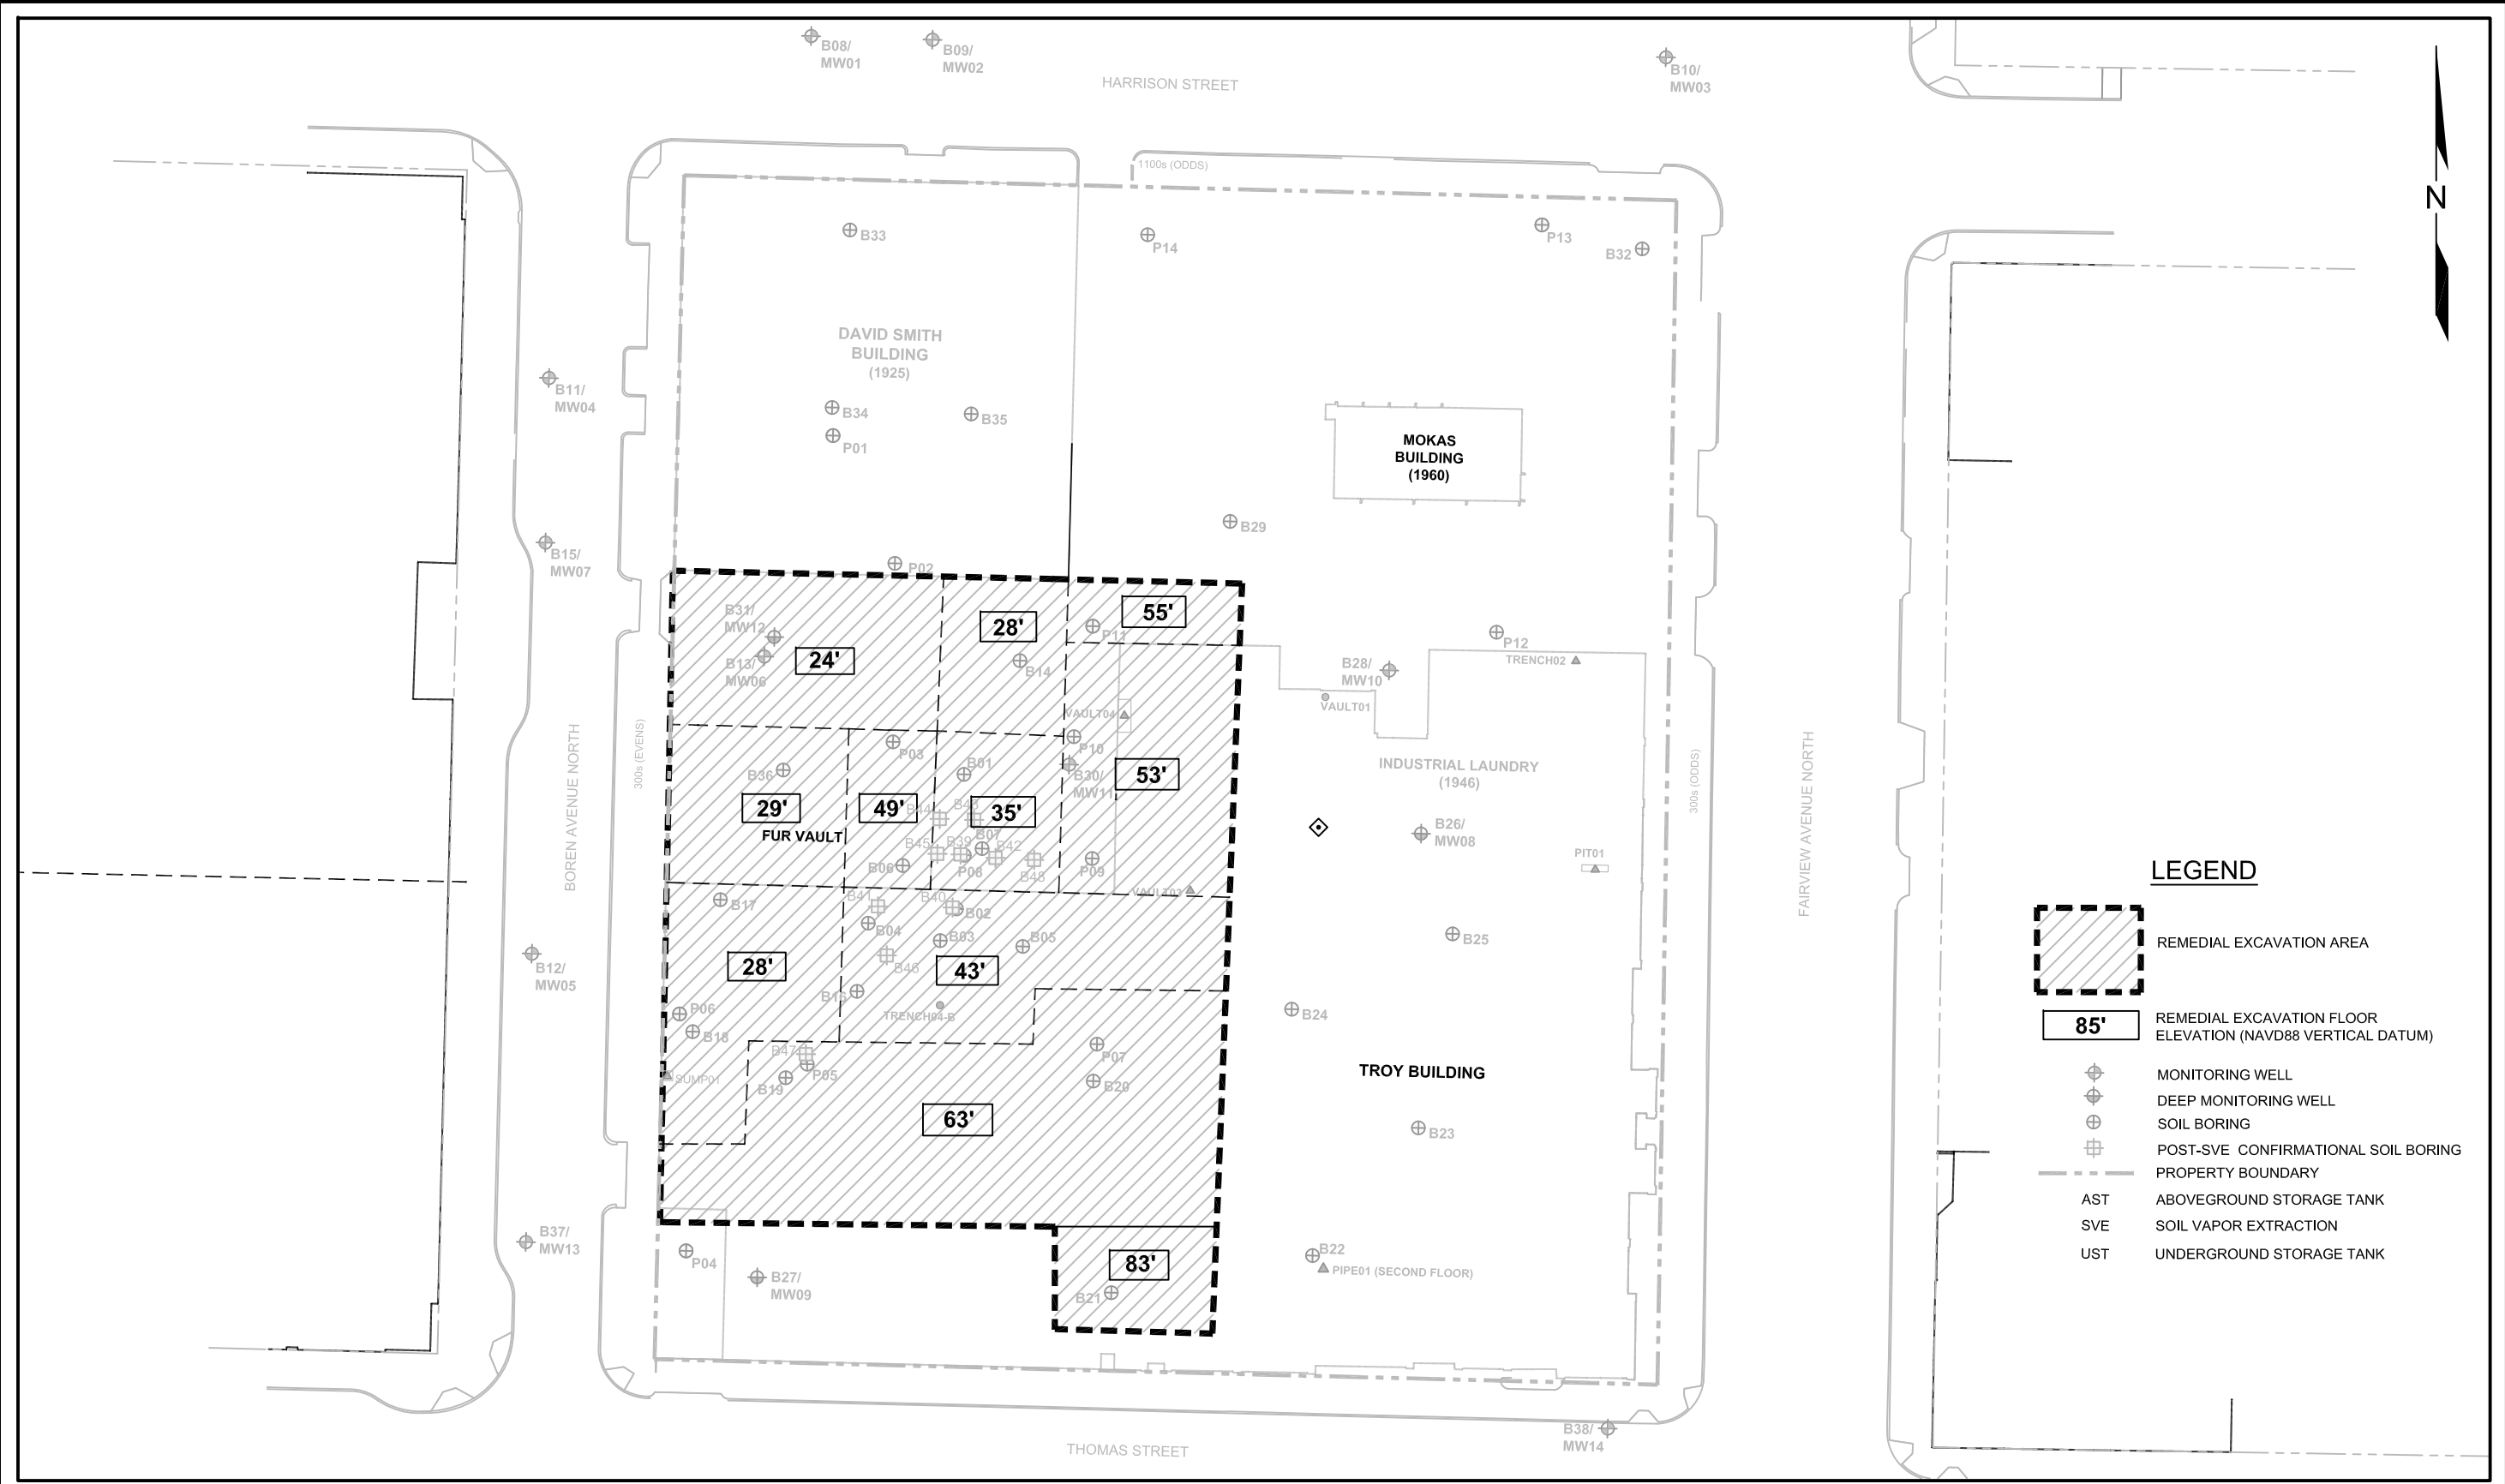 B08/
MW01
B09/
MW02
HARRISON STREET
B10/
MW03
1100s (ODDS)
N
B33
P14
P13
B32
DAVID SMITH
BUILDING
(1925)
B11/
MW04
B34
B35
P01
MOKAS
BUILDING
(1960)
B29
B15/
MW07
P02
B31/
MW12
B13/
MW06
24'
28'
B14
55'
P11
P12
TRENCH02
B28/
MW10
VAULT01
VAULT04
BOREN AVENUE NORTH
300s (EVENS)
P03
B36
B01
P10
B30/
MW11
53'
INDUSTRIAL LAUNDRY
(1946)
300s (ODDS)
FAIRVIEW AVENUE NORTH
29'
49'
B44
B43
35'
FUR VAULT
B07
B45
B39
B42
B06
P08
B48
P09
VAULT03
B26/
MW08
PIT01
B17
B41
B40
B02
B04
B03
B05
B25
28'
B46
43'
B12/
MW05
B16
TRENCH04-B
P06
B18
B24
B47
P05
B19
SUMP01
P07
B20
TROY BUILDING
63'
B23
B37/
MW13
P04
B27/
MW09
83'
B21
B22
PIPE01 (SECOND FLOOR)
THOMAS STREET
B38/
MW14
LEGEND
REMEDIAL EXCAVATION AREA
85'
REMEDIAL EXCAVATION FLOOR
ELEVATION (NAVD88 VERTICAL DATUM)
MONITORING WELL
DEEP MONITORING WELL
SOIL BORING
POST-SVE CONFIRMATIONAL SOIL BORING
PROPERTY BOUNDARY
AST ABOVEGROUND STORAGE TANK
SVE SOIL VAPOR EXTRACTION
UST UNDERGROUND STORAGE TANK